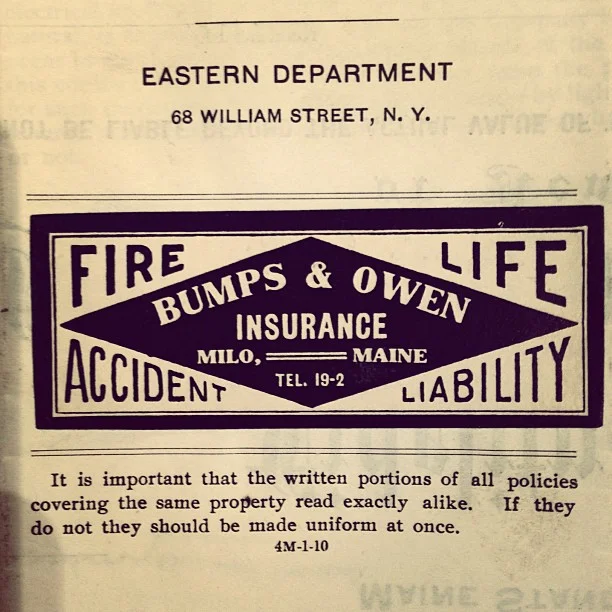 EASTERN DEPARTMENT
68 WILLIAM STREET, N. Y.
FIRE LIFE
BUMPS & OWEN
INSURANCE
MILO, MAINE
TEL. 19-2
ACCIDENT LIABILITY
It is important that the written portions of all policies
covering the same property read exactly alike. If they
do not they should be made uniform at once.
4M-1-10